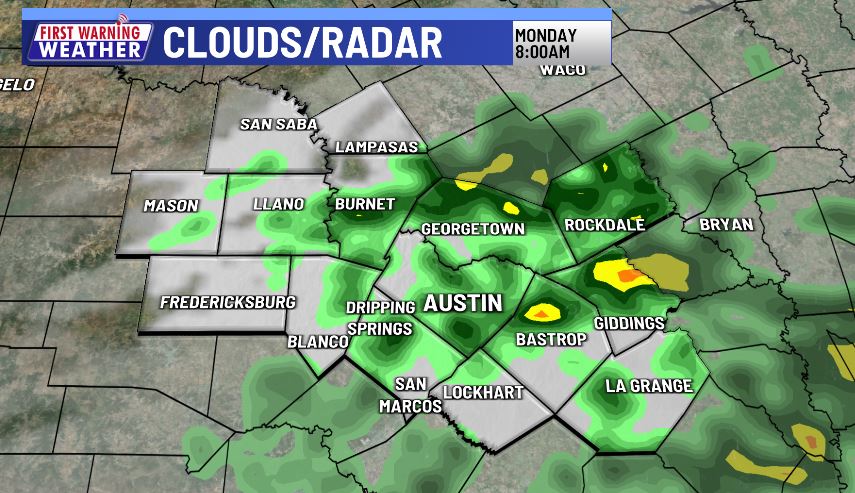 FIRST WARNING
WEATHER
CLOUDS/RADAR
MONDAY
8:00AM
WACO
SAN SABA
LAMPASAS
MASON
LLANO
BURNET
GEORGETOWN
ROCKDALE
BRYAN
FREDERICKSBURG
DRIPPING
SPRINGS
AUSTIN
BLANCO
BASTROP
GIDDINGS
SAN
MARCOS
LOCKHART
LA GRANGE